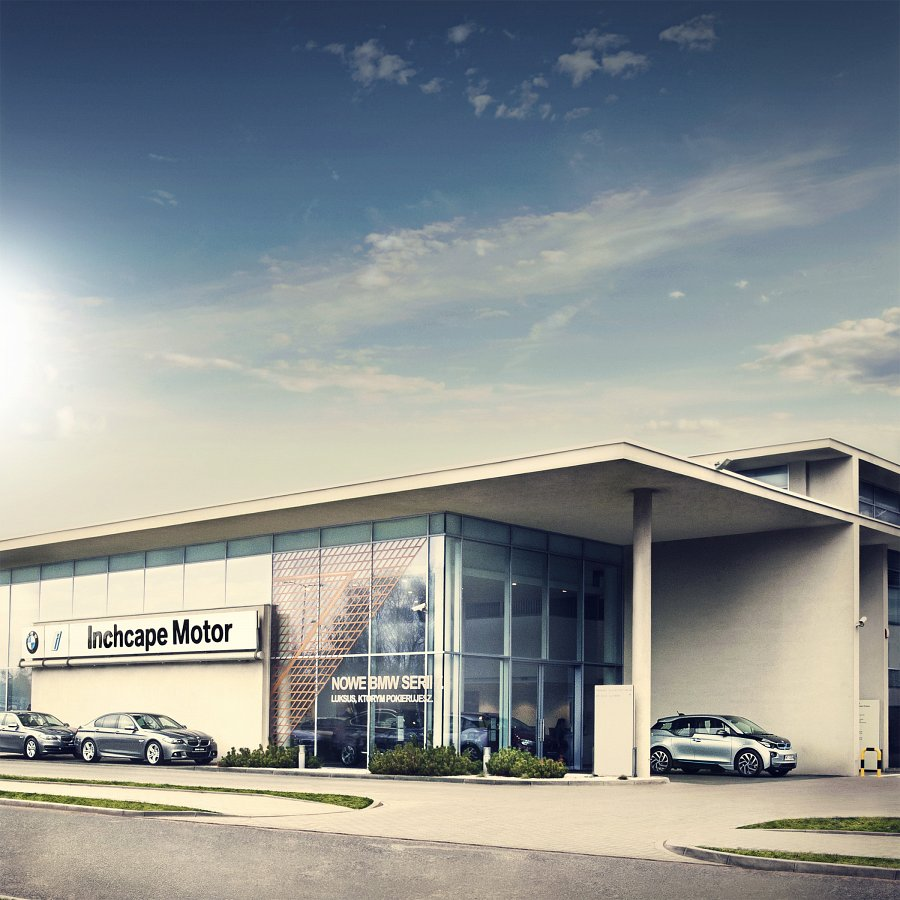 Inchcape Motor
NOWE BMW SERII
LUKSUS, KTÓRYM POKIERUJESZ.